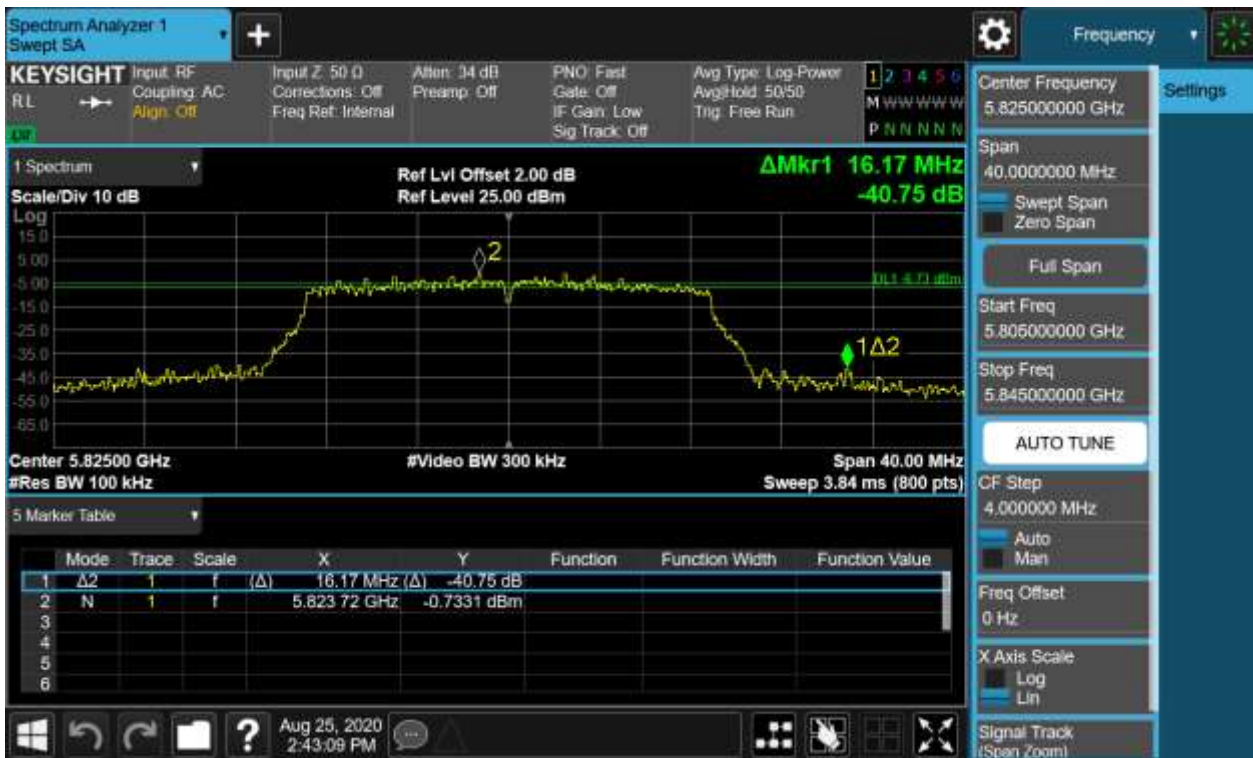 Spectrum Analyzer 1
Swept SA
+
Frequency
KEYSIGHT
RL
Input: RF
Coupling: AC
Align: Off
Input Z: 50 Ω
Corrections: Off
Freq Ref: Internal
Atten: 34 dB
Preamp: Off
PNO: Fast
Gate: Off
IF Gain: Low
Sig Track: Off
Avg Type: Log-Power
Avg|Hold: 50/50
Trig: Free Run
1 2 3 4 5 6
M W W W W W
P N N N N N
Center Frequency
5.825000000 GHz
Settings
Span
40.0000000 MHz
Swept Span
Zero Span
Full Span
Start Freq
5.805000000 GHz
Stop Freq
5.845000000 GHz
AUTO TUNE
CF Step
4.000000 MHz
Auto
Man
Freq Offset
0 Hz
X Axis Scale
Log
Lin
Signal Track
(Span Zoom)
1 Spectrum
Scale/Div 10 dB
Ref Lvl Offset 2.00 dB
Ref Level 25.00 dBm
ΔMkr1 16.17 MHz
-40.75 dB
Log
15.0
5.00
-5.00
-15.0
-25.0
-35.0
-45.0
-55.0
-65.0
2
DL1 -6.73 dBm
1Δ2
Center 5.82500 GHz
#Video BW 300 kHz
Span 40.00 MHz
#Res BW 100 kHz
Sweep 3.84 ms (800 pts)
5 Marker Table
Mode Trace Scale X Y Function Function Width Function Value
1 Δ2 1 f (Δ) 16.17 MHz (Δ) -40.75 dB
2 N 1 f 5.823 72 GHz -0.7331 dBm
3
4
5
6
?
Aug 25, 2020
2:43:09 PM